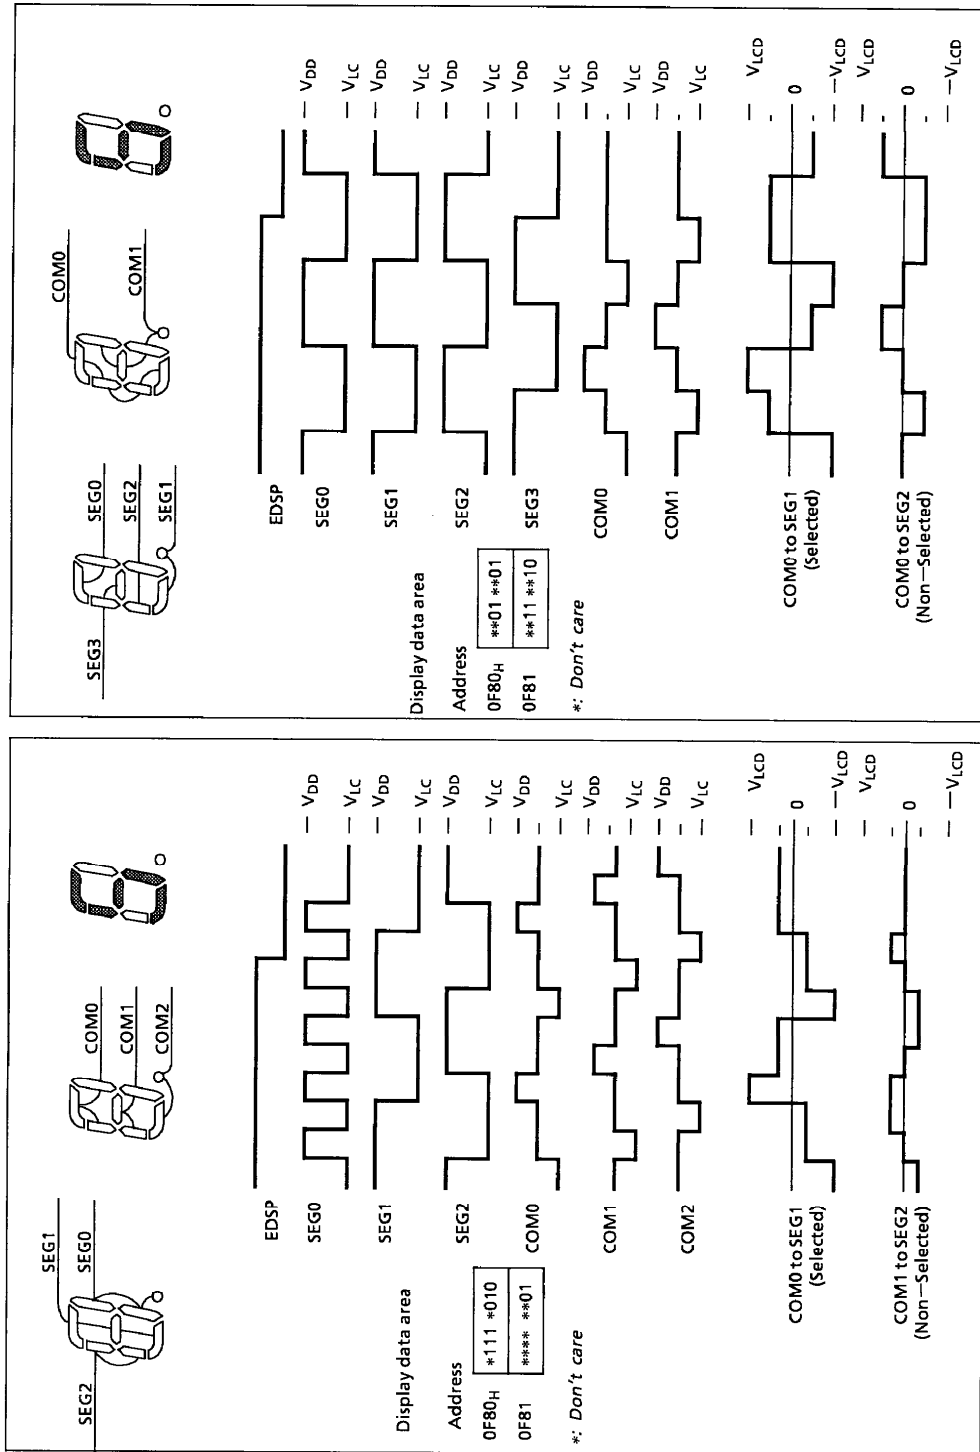 SEG1
SEG2
SEG0
COM0
COM1
COM2
Display data area
Address
0F80H
*111 *010
0F81
**** **01
*: Don't care
EDSP
SEG0
VDD
VLC
SEG1
VDD
VLC
SEG2
VDD
VLC
COM0
VDD
VLC
COM1
VDD
VLC
COM2
VDD
VLC
COM0 to SEG1
(Selected)
VLCD
0
—VLCD
COM1 to SEG2
(Non—Selected)
VLCD
0
—VLCD
SEG3
SEG0
SEG2
SEG1
COM0
COM1
Display data area
Address
0F80H
**01 **01
0F81
**11 **10
*: Don't care
EDSP
SEG0
VDD
VLC
SEG1
VDD
VLC
SEG2
VDD
VLC
SEG3
VDD
VLC
COM0
VDD
VLC
COM1
VDD
VLC
COM0 to SEG1
(Selected)
VLCD
0
—VLCD
COM0 to SEG2
(Non—Selected)
VLCD
0
—VLCD